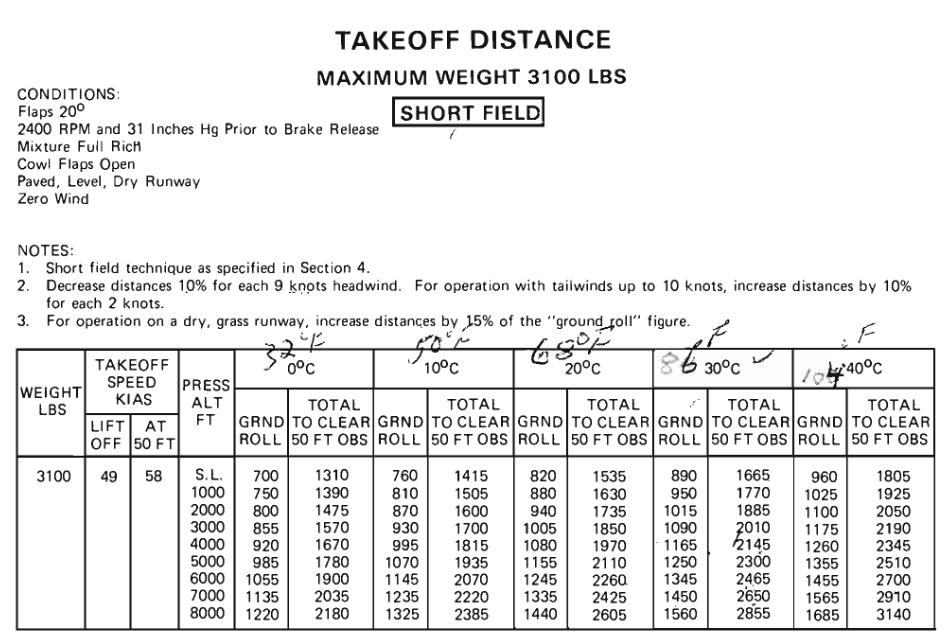 TAKEOFF DISTANCE
MAXIMUM WEIGHT 3100 LBS
SHORT FIELD
CONDITIONS:
Flaps 20º
2400 RPM and 31 Inches Hg Prior to Brake Release
Mixture Full Rich
Cowl Flaps Open
Paved, Level, Dry Runway
Zero Wind
NOTES:
1. Short field technique as specified in Section 4.
2. Decrease distances 10% for each 9 knots headwind. For operation with tailwinds up to 10 knots, increase distances by 10%
for each 2 knots.
3. For operation on a dry, grass runway, increase distances by 15% of the "ground roll" figure.
32°F 50°F 68°F 86 F 104 °F
WEIGHT LBS TAKEOFF SPEED KIAS PRESS ALT FT 0ºC 10ºC 20ºC 30ºC 40ºC
LIFT OFF AT 50 FT GRND ROLL TOTAL TO CLEAR 50 FT OBS GRND ROLL TOTAL TO CLEAR 50 FT OBS GRND ROLL TOTAL TO CLEAR 50 FT OBS GRND ROLL TOTAL TO CLEAR 50 FT OBS GRND ROLL TOTAL TO CLEAR 50 FT OBS
3100 49 58 S.L. 700 1310 760 1415 820 1535 890 1665 960 1805
1000 750 1390 810 1505 880 1630 950 1770 1025 1925
2000 800 1475 870 1600 940 1735 1015 1885 1100 2050
3000 855 1570 930 1700 1005 1850 1090 2010 1175 2190
4000 920 1670 995 1815 1080 1970 1165 2145 1260 2345
5000 985 1780 1070 1935 1155 2110 1250 2300 1355 2510
6000 1055 1900 1145 2070 1245 2260 1345 2465 1455 2700
7000 1135 2035 1235 2220 1335 2425 1450 2650 1565 2910
8000 1220 2180 1325 2385 1440 2605 1560 2855 1685 3140